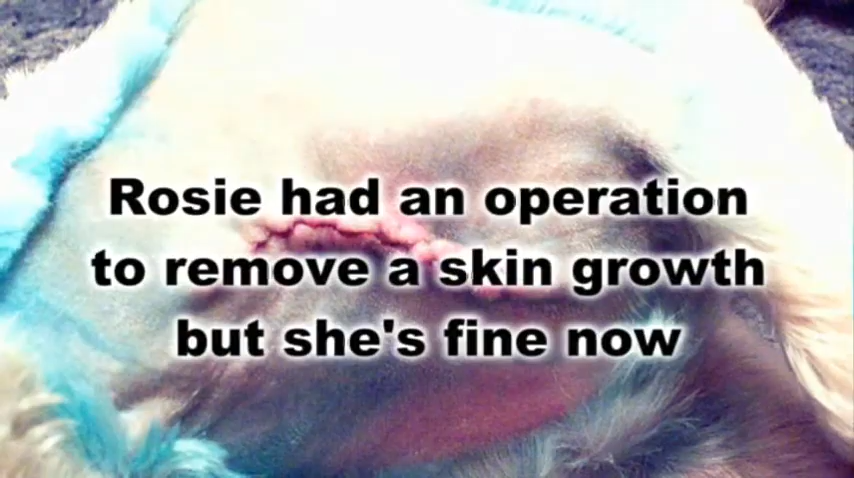 Rosie had an operation
to remove a skin growth
but she's fine now